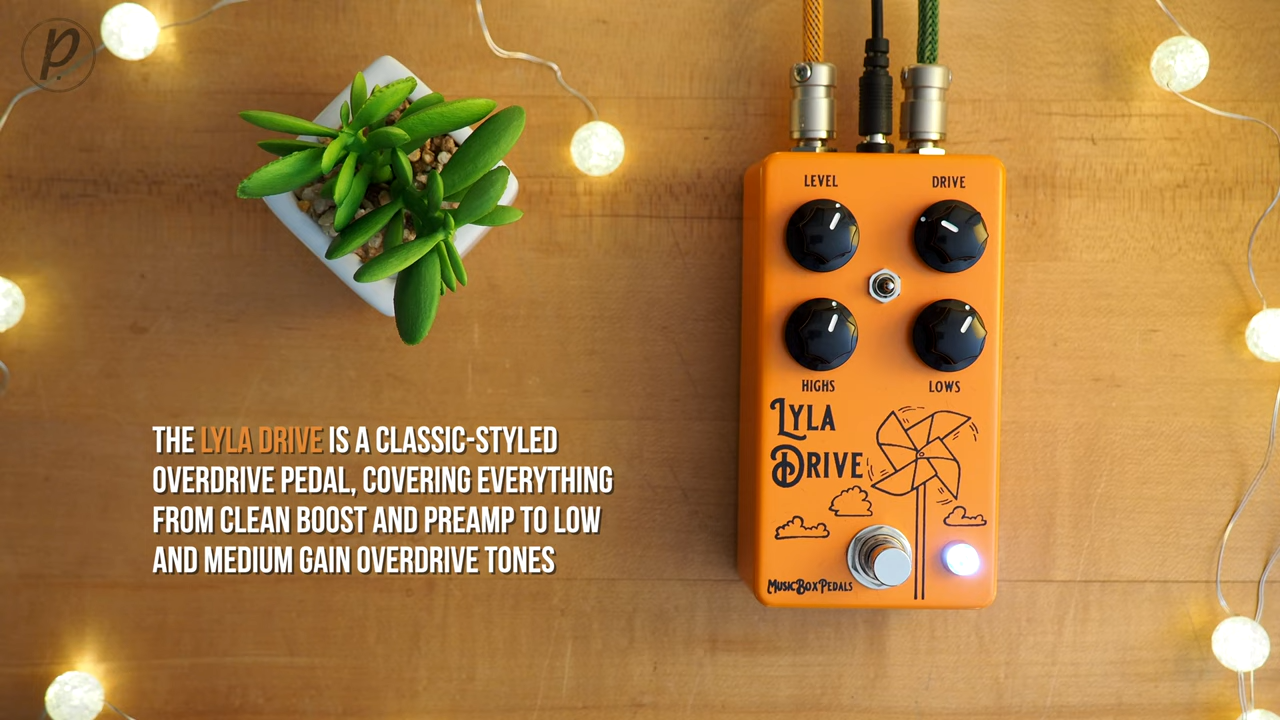 p
LEVEL
DRIVE
HIGHS
LOWS
LYLA
DRIVE
MUSICBOXPEDALS
THE LYLA DRIVE IS A CLASSIC-STYLED
OVERDRIVE PEDAL, COVERING EVERYTHING
FROM CLEAN BOOST AND PREAMP TO LOW
AND MEDIUM GAIN OVERDRIVE TONES